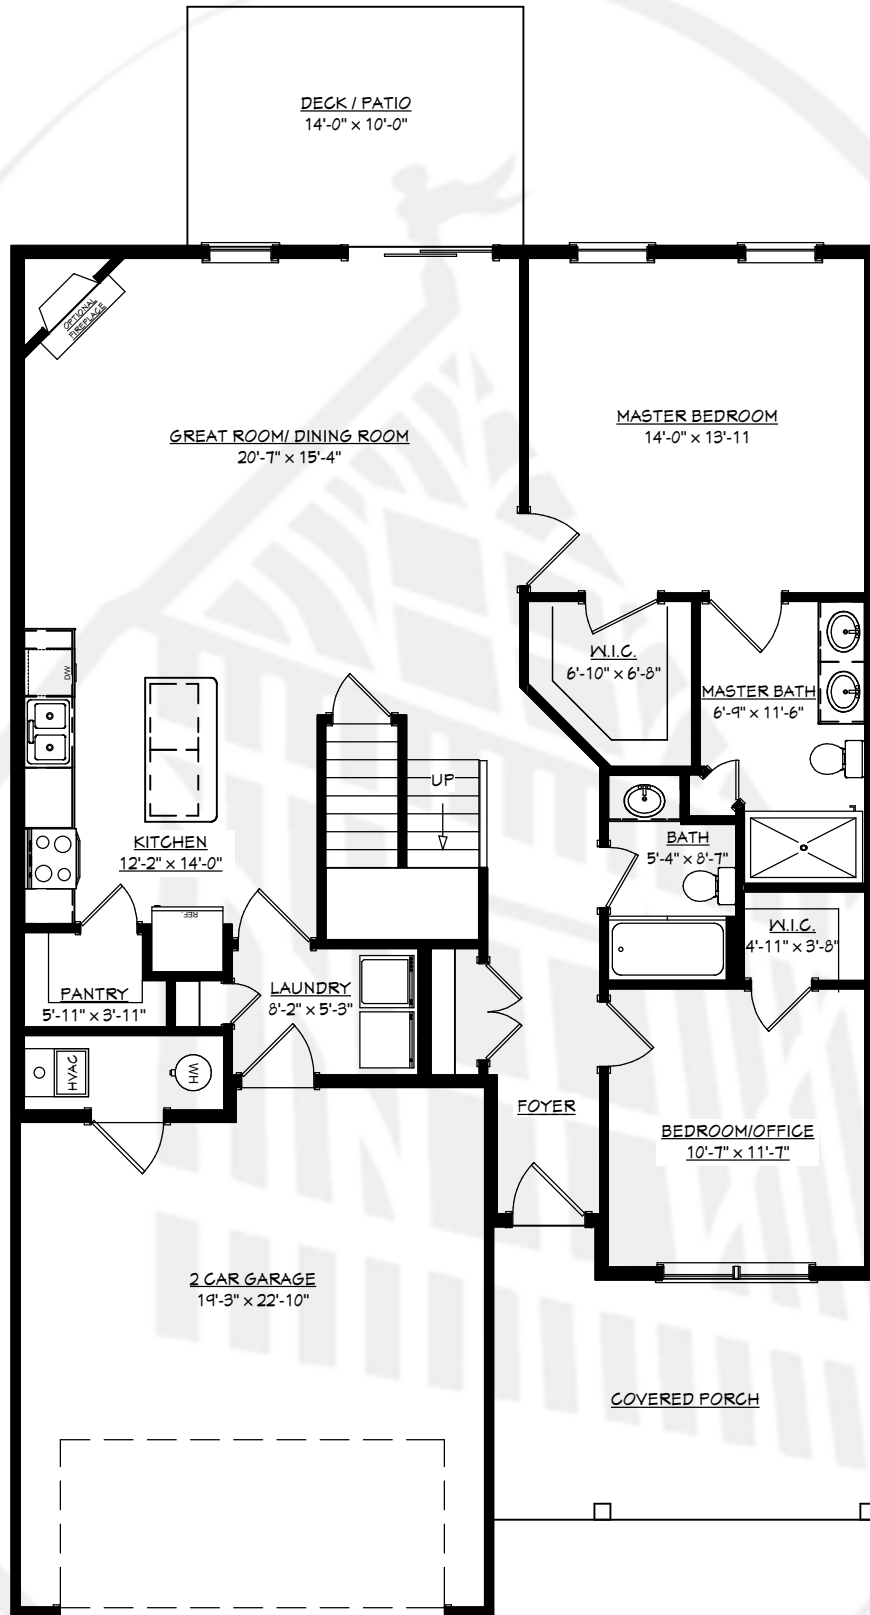 DECK / PATIO
14'-0" x 10'-0"
OPTIONAL
FIREPLACE
GREAT ROOM/ DINING ROOM
20'-7" x 15'-4"
MASTER BEDROOM
14'-0" x 13'-11
W.I.C.
6'-10" x 6'-8"
MASTER BATH
6'-9" x 11'-6"
D/W
UP
KITCHEN
12'-2" x 14'-0"
BATH
5'-4" x 8'-7"
REF.
W.I.C.
4'-11" x 3'-8"
PANTRY
5'-11" x 3'-11"
LAUNDRY
8'-2" x 5'-3"
HVAC
WH
FOYER
BEDROOM/OFFICE
10'-7" x 11'-7"
2 CAR GARAGE
19'-3" x 22'-10"
COVERED PORCH